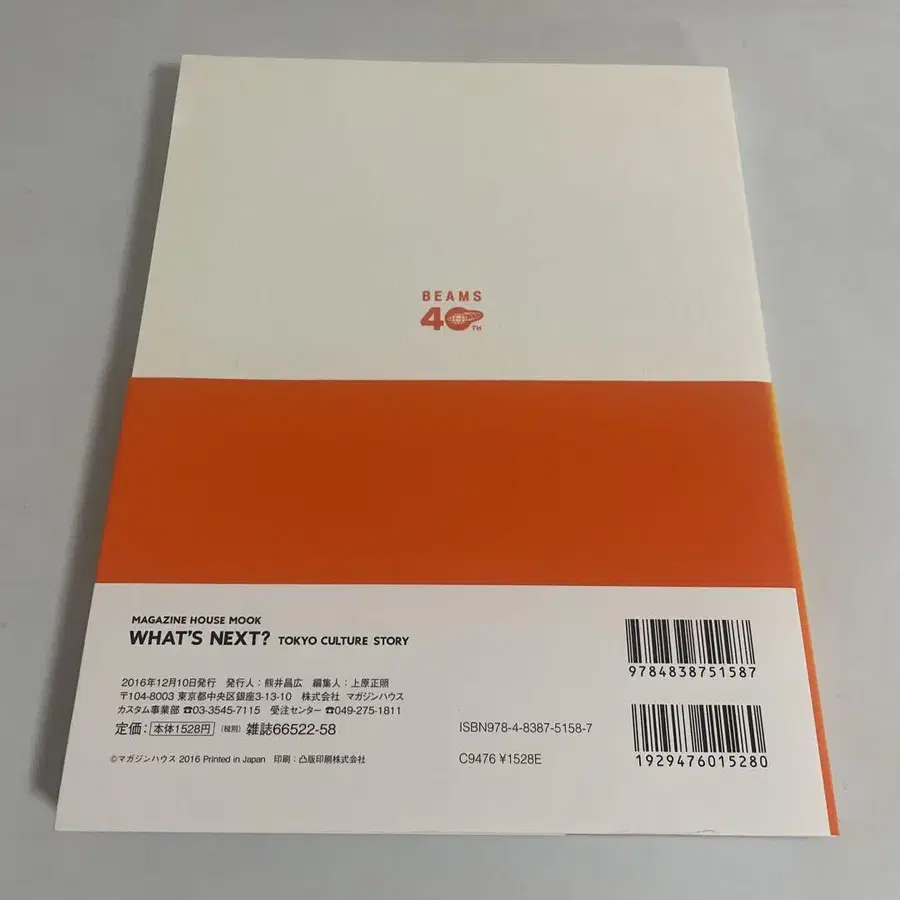 BEAMS
40TH
MAGAZINE HOUSE MOOK
WHAT'S NEXT? TOKYO CULTURE STORY
2016年12月10日発行 発行人：熊井昌広 編集人：上原正照
〒104-8003 東京都中央区銀座3-13-10 株式会社 マガジンハウス
カスタム事業部 ☎03-3545-7115 受注センター ☎049-275-1811
定価：本体1528円（税別）雑誌66522-58
©マガジンハウス 2016 Printed in Japan 印刷：凸版印刷株式会社
ISBN978-4-8387-5158-7
C9476 ¥1528E
9784838751587
1929476015280